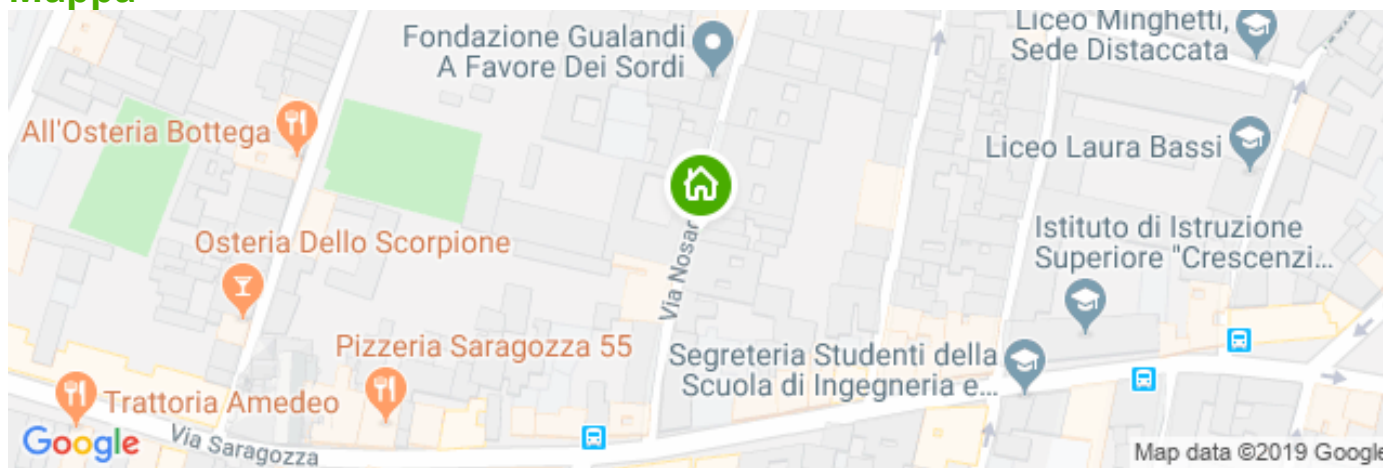 Mappa
Fondazione Gualandi
A Favore Dei Sordi
Liceo Minghetti,
Sede Distaccata
All'Osteria Bottega
Liceo Laura Bassi
Osteria Dello Scorpione
Istituto di Istruzione
Superiore "Crescenzi...
Via Nosar
Pizzeria Saragozza 55
Segreteria Studenti della
Scuola di Ingegneria e...
Trattoria Amedeo
Via Saragozza
Google
Map data ©2019 Google